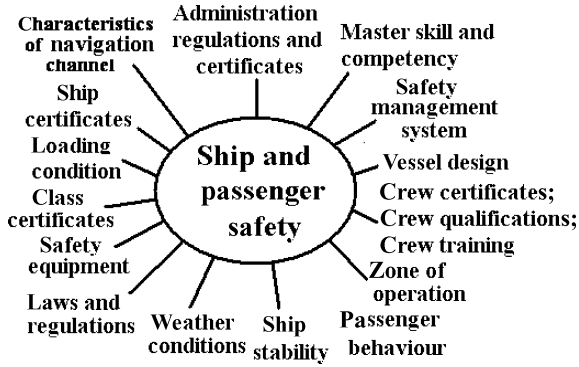 Characteristics
of navigation
channel
Administration
regulations and
certificates
Master skill and
competency
Safety
management
system
Vessel design
Crew certificates;
Crew qualifications;
Crew training
Zone of
operation
Passenger
behaviour
Ship
stability
Weather
conditions
Laws and
regulations
Safety
equipment
Class
certificates
Loading
condition
Ship
certificates
Ship and
passenger
safety